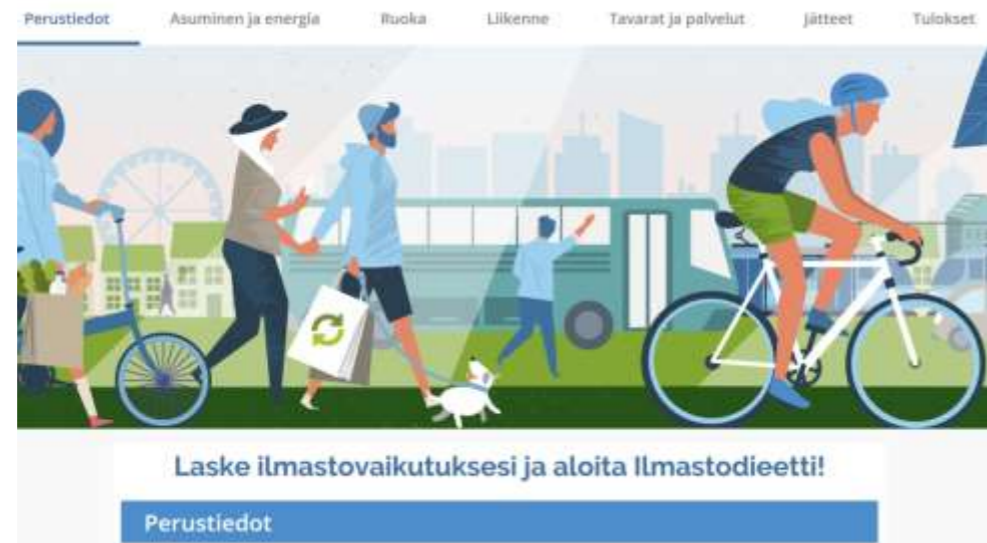 Perustiedot Asuminen ja energia Ruoka Liikenne Tavarat ja palvelut Jätteet Tulokset
Laske ilmastovaikutuksesi ja aloita Ilmastodieetti!
Perustiedot